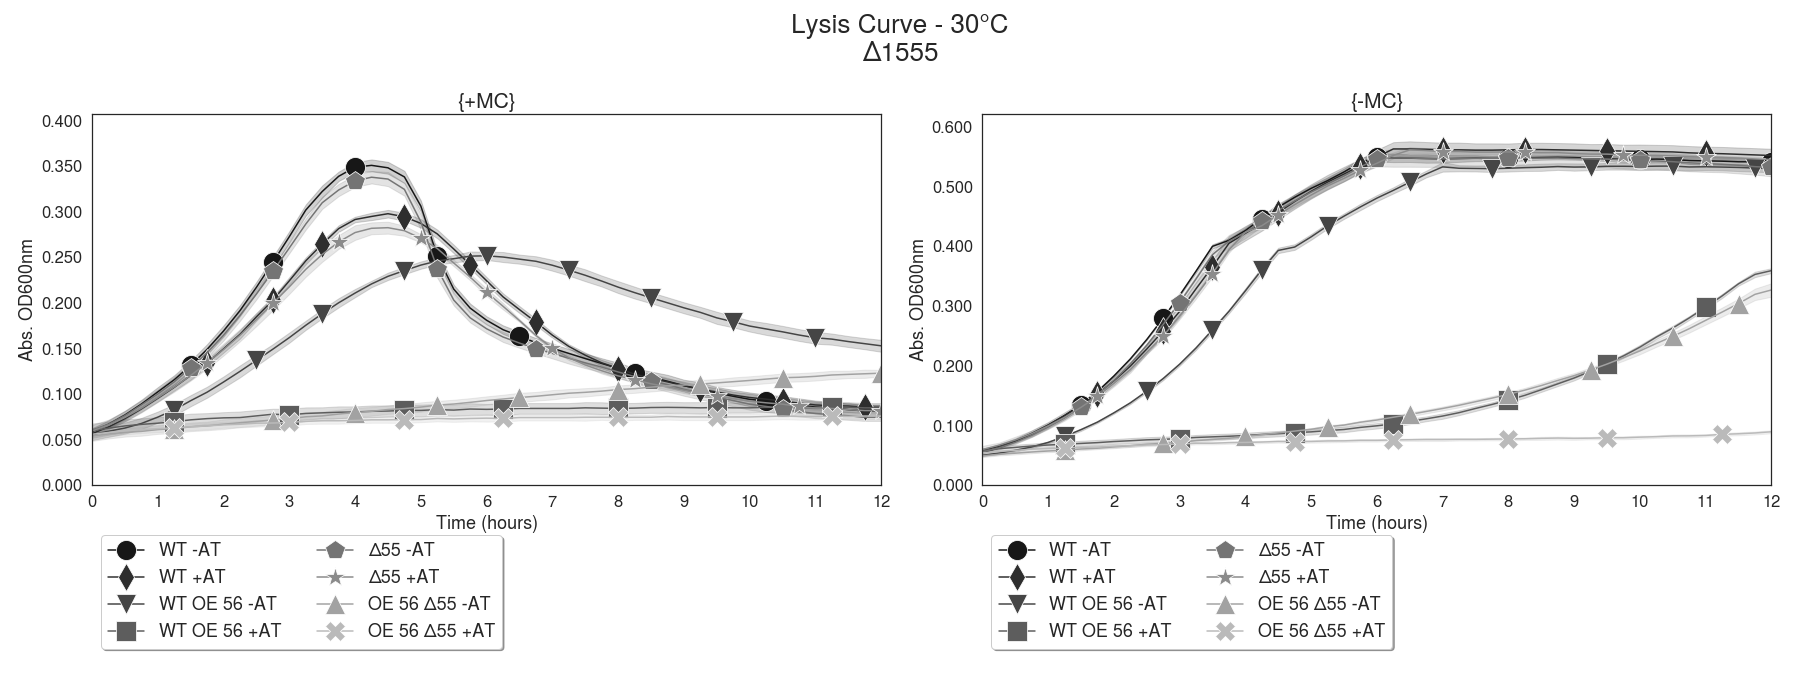 Lysis Curve - 30°C
Δ1555
{+MC}
0.400
0.350
0.300
0.250
0.200
0.150
0.100
0.050
0.000
Abs. OD600nm
0 1 2 3 4 5 6 7 8 9 10 11 12
Time (hours)
WT -AT
WT +AT
WT OE 56 -AT
WT OE 56 +AT
Δ55 -AT
Δ55 +AT
OE 56 Δ55 -AT
OE 56 Δ55 +AT
{-MC}
0.600
0.500
0.400
0.300
0.200
0.100
0.000
Abs. OD600nm
0 1 2 3 4 5 6 7 8 9 10 11 12
Time (hours)
WT -AT
WT +AT
WT OE 56 -AT
WT OE 56 +AT
Δ55 -AT
Δ55 +AT
OE 56 Δ55 -AT
OE 56 Δ55 +AT